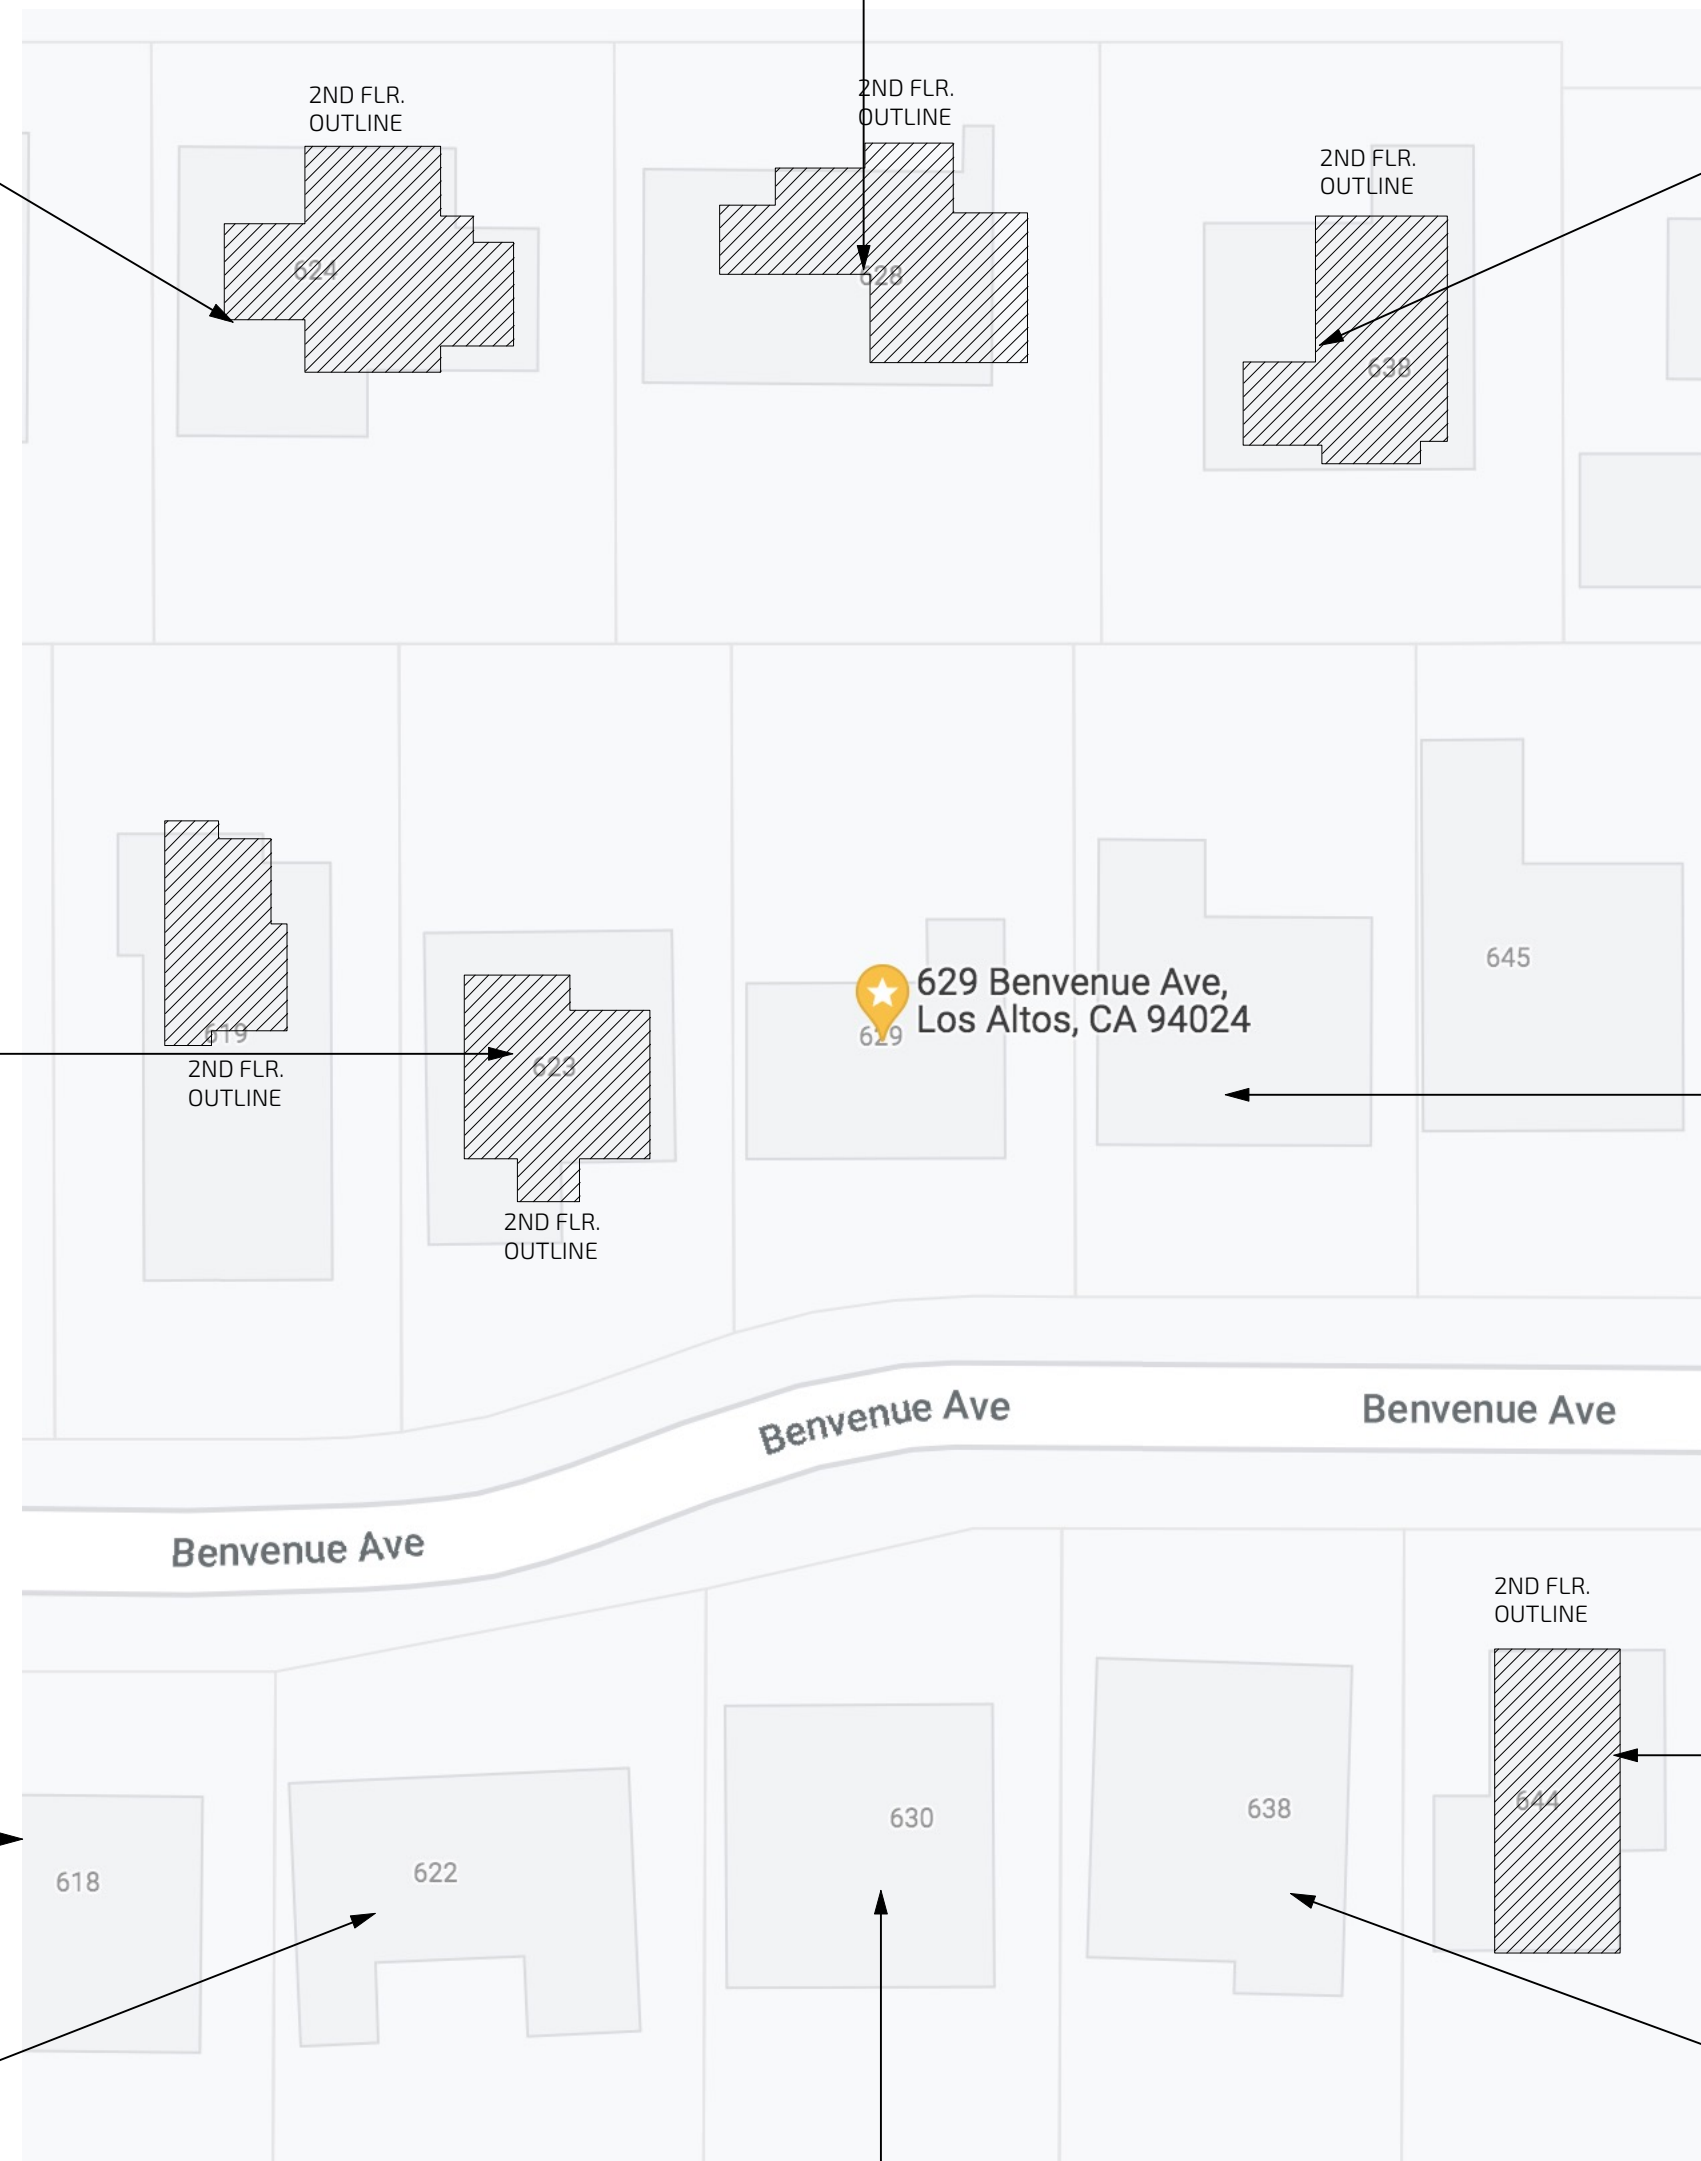 2ND FLR.
OUTLINE
2ND FLR.
OUTLINE
2ND FLR.
OUTLINE
624
628
638
645
629 Benvenue Ave,
Los Altos, CA 94024
629
619
2ND FLR.
OUTLINE
623
2ND FLR.
OUTLINE
Benvenue Ave
Benvenue Ave
Benvenue Ave
2ND FLR.
OUTLINE
644
638
630
622
618